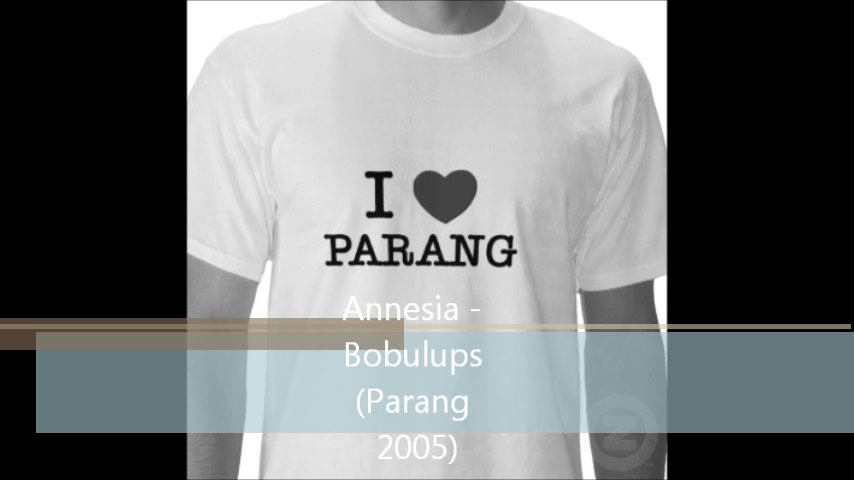 I ♥
PARANG
Annesia -
Bobulups
(Parang
2005)